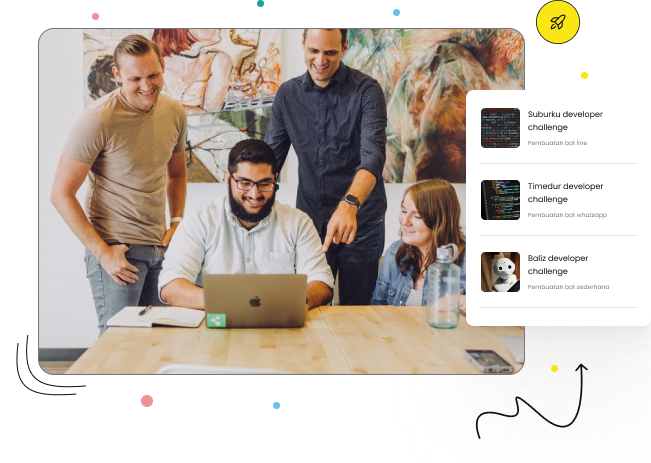 Suburku developer
challenge
Pembuatan bot line
Timedur developer
challenge
Pembuatan bot whatsapp
Baliz developer
challenge
Pembuatan bot sederhana